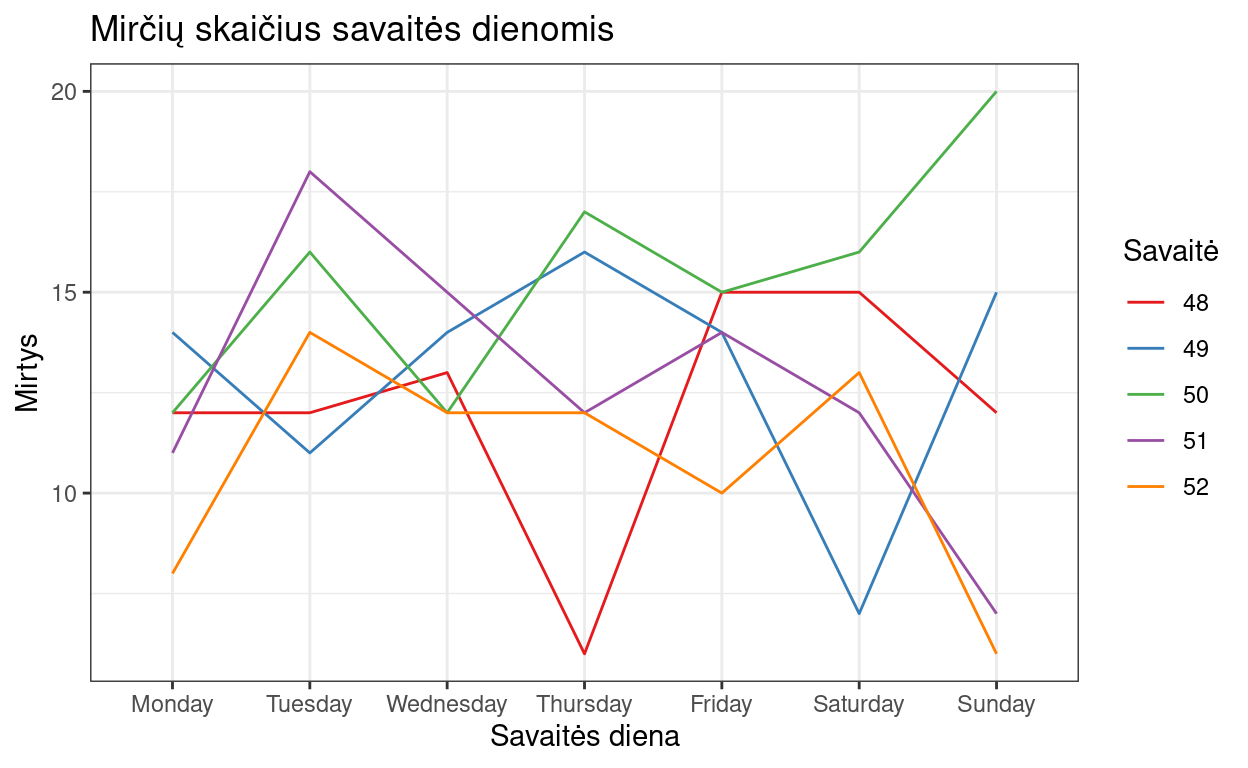 Mirčių skaičius savaitės dienomis
Mirtys
20
15
10
Monday Tuesday Wednesday Thursday Friday Saturday Sunday
Savaitės diena
Savaitė
48
49
50
51
52